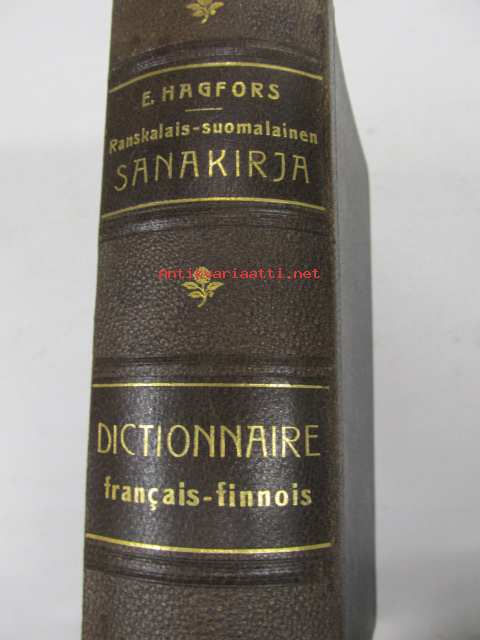 E. HAGFORS
Ranskalais-suomalainen
SANAKIRJA
Antikvariaatti.net
DICTIONNAIRE
français-finnois